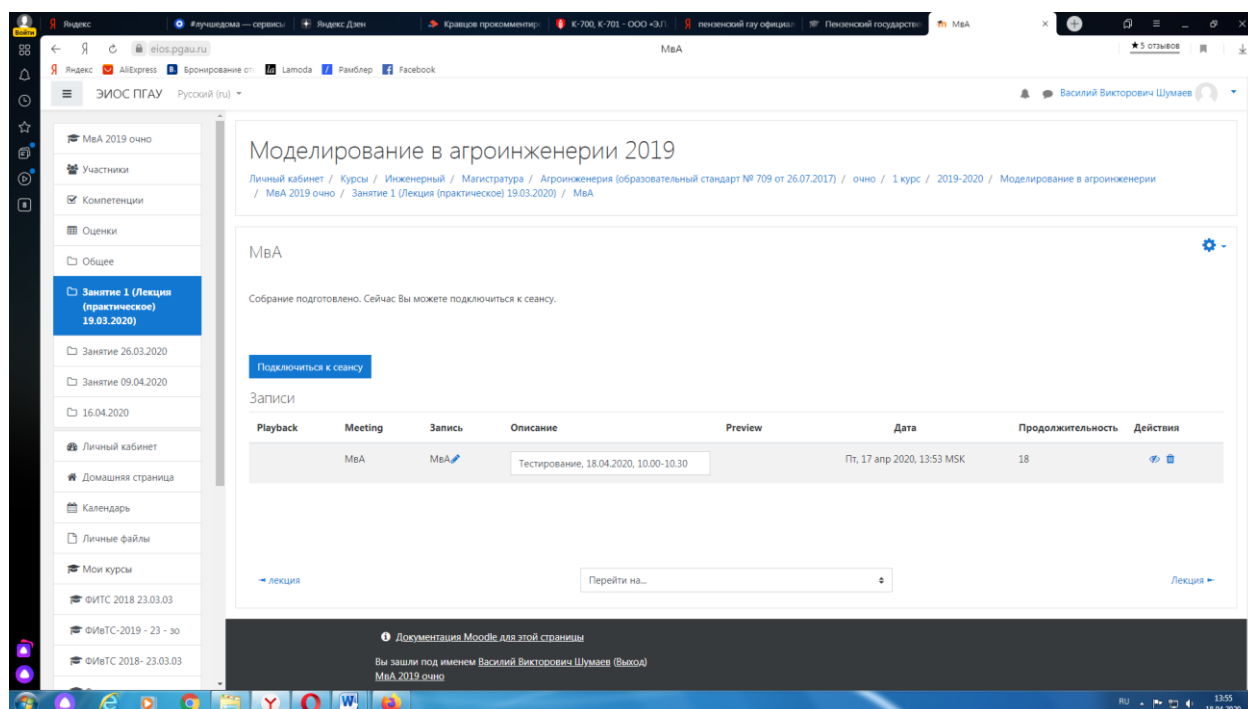 Войти
Яндекс
#лучшедома — сервисы
Яндекс.Дзен
Кравцов прокомментиро
К-700, К-701 - ООО «ЭЛ
пензенский гау официал
Пензенский государстве
МвА
eios.pgau.ru
МвА
★ 5 отзывов
Яндекс
AliExpress
Бронирование от
Lamoda
Рамблер
Facebook
ЭИОС ПГАУ Русский (ru)
Василий Викторович Шумаев
МвА 2019 очно
Участники
Компетенции
Оценки
Общее
Занятие 1 (Лекция
(практическое)
19.03.2020)
Занятие 26.03.2020
Занятие 09.04.2020
16.04.2020
Личный кабинет
Домашняя страница
Календарь
Личные файлы
Мои курсы
ФИТС 2018 23.03.03
ФИвТС-2019 - 23 - зо
ФИвТС 2018- 23.03.03
Моделирование в агроинженерии 2019
Личный кабинет / Курсы / Инженерный / Магистратура / Агроинженерия (образовательный стандарт № 709 от 26.07.2017) / очно / 1 курс / 2019-2020 / Моделирование в агроинженерии
/ МвА 2019 очно / Занятие 1 (Лекция (практическое) 19.03.2020) / МвА
МвА
Собрание подготовлено. Сейчас Вы можете подключиться к сеансу.
Подключиться к сеансу
Записи
Playback Meeting Запись Описание Preview Дата Продолжительность Действия
МвА МвА Тестирование, 18.04.2020, 10.00-10.30 Пт, 17 апр 2020, 13:53 MSK 18
◄ лекция
Перейти на...
Лекция ►
Документация Moodle для этой страницы
Вы зашли под именем Василий Викторович Шумаев (Выход)
МвА 2019 очно
RU
13:55
18.04.2020